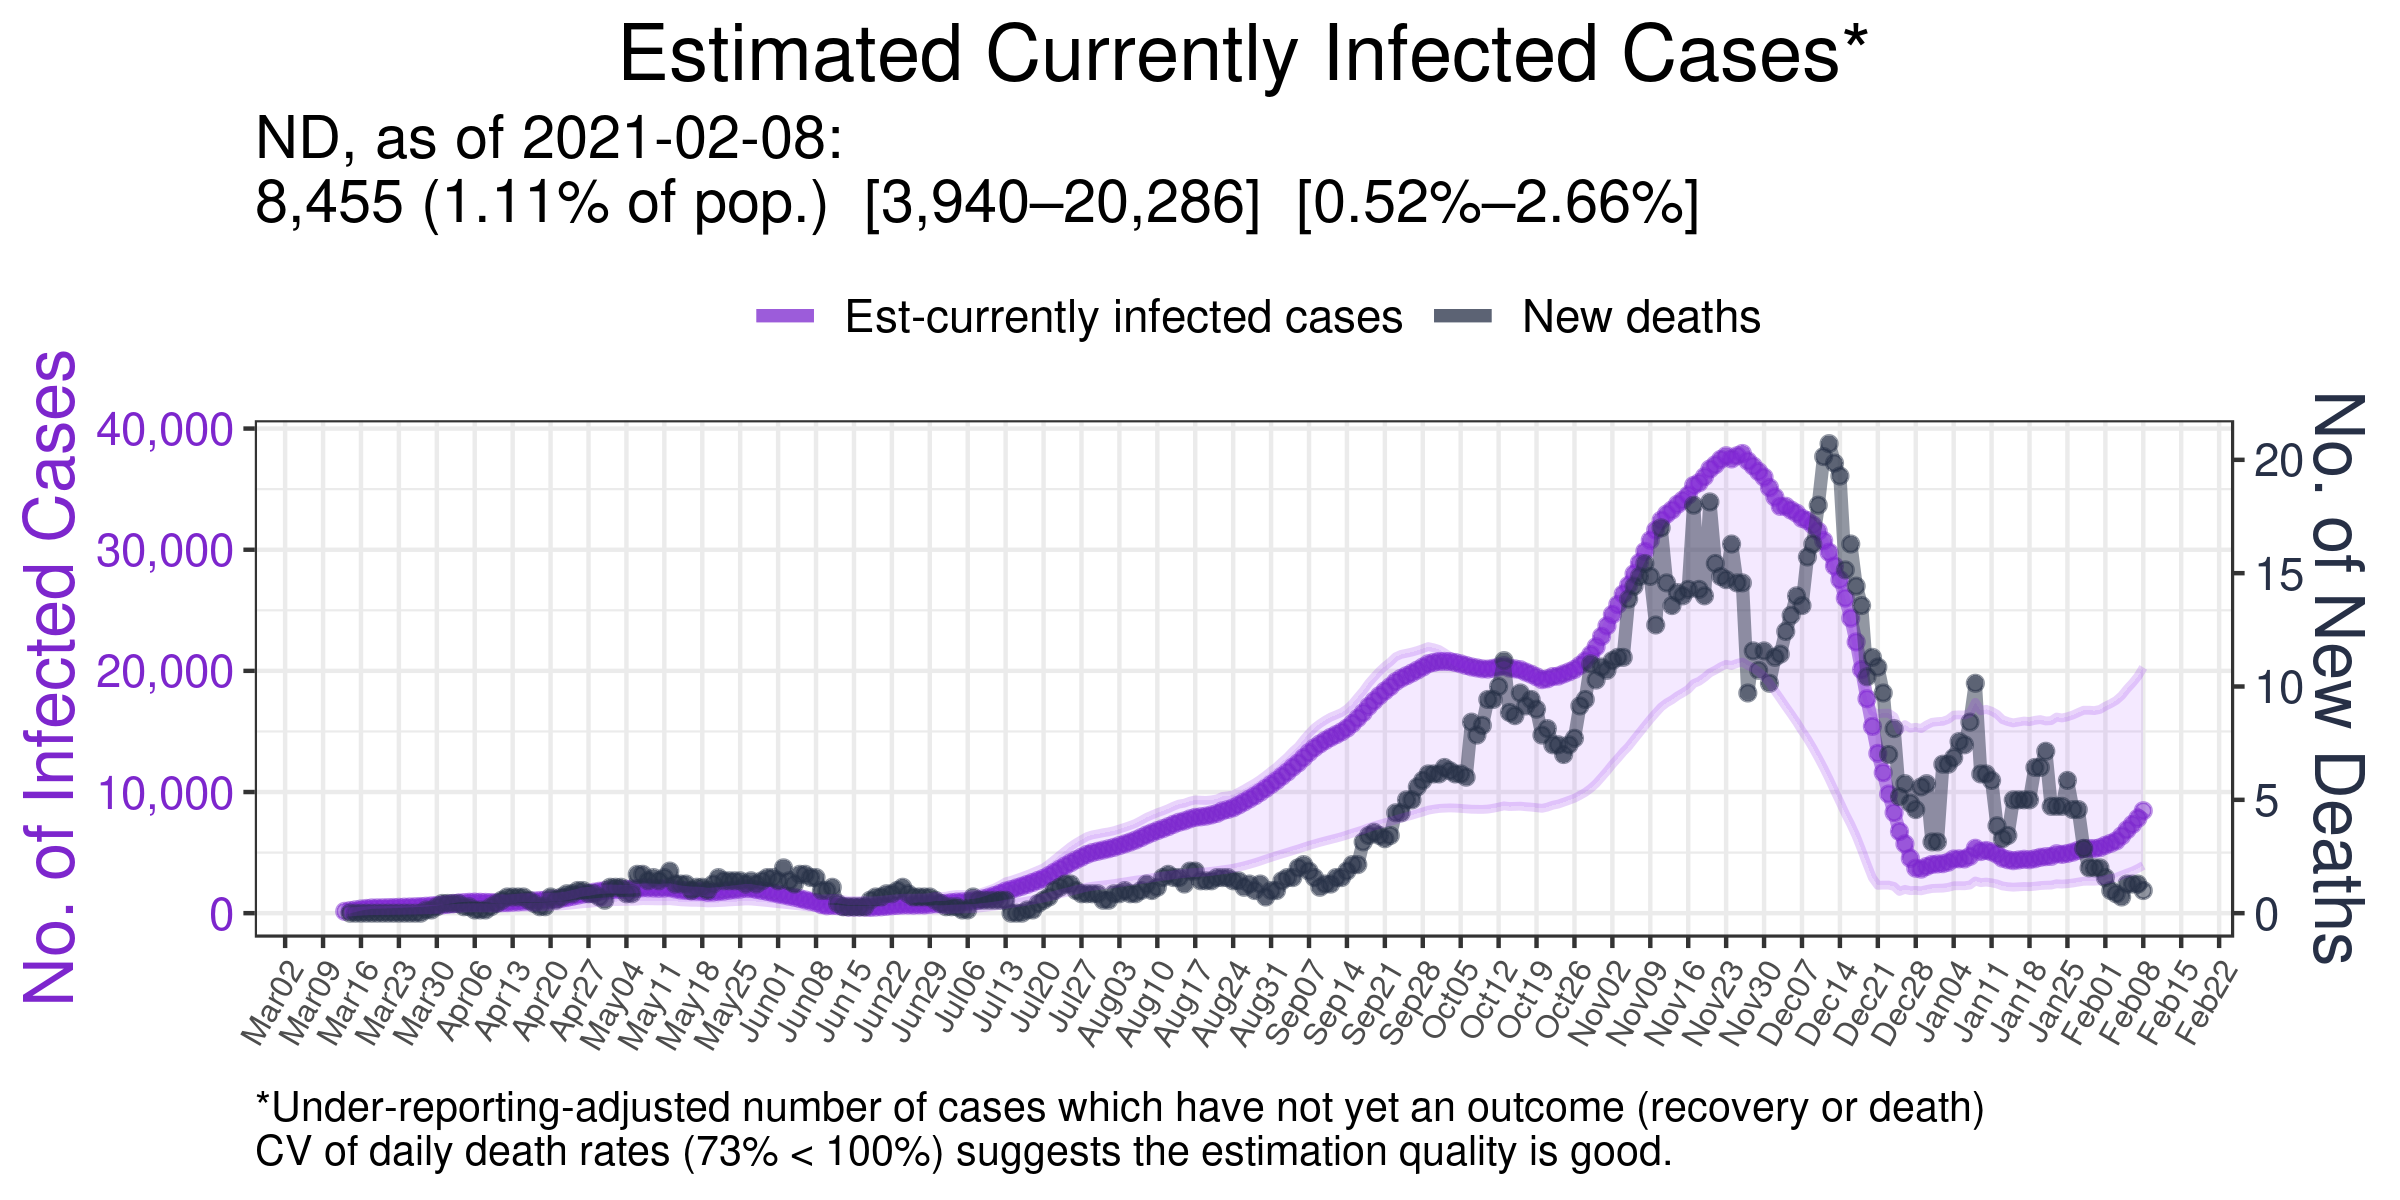 Estimated Currently Infected Cases*
ND, as of 2021-02-08:
8,455 (1.11% of pop.)  [3,940–20,286]  [0.52%–2.66%]
Est-currently infected cases
New deaths
No. of Infected Cases
40,000
30,000
20,000
10,000
0
No. of New Deaths
20
15
10
5
0
Mar02
Mar09
Mar16
Mar23
Mar30
Apr06
Apr13
Apr20
Apr27
May04
May11
May18
May25
Jun01
Jun08
Jun15
Jun22
Jun29
Jul06
Jul13
Jul20
Jul27
Aug03
Aug10
Aug17
Aug24
Aug31
Sep07
Sep14
Sep21
Sep28
Oct05
Oct12
Oct19
Oct26
Nov02
Nov09
Nov16
Nov23
Nov30
Dec07
Dec14
Dec21
Dec28
Jan04
Jan11
Jan18
Jan25
Feb01
Feb08
Feb15
Feb22
*Under-reporting-adjusted number of cases which have not yet an outcome (recovery or death)
CV of daily death rates (73% < 100%) suggests the estimation quality is good.